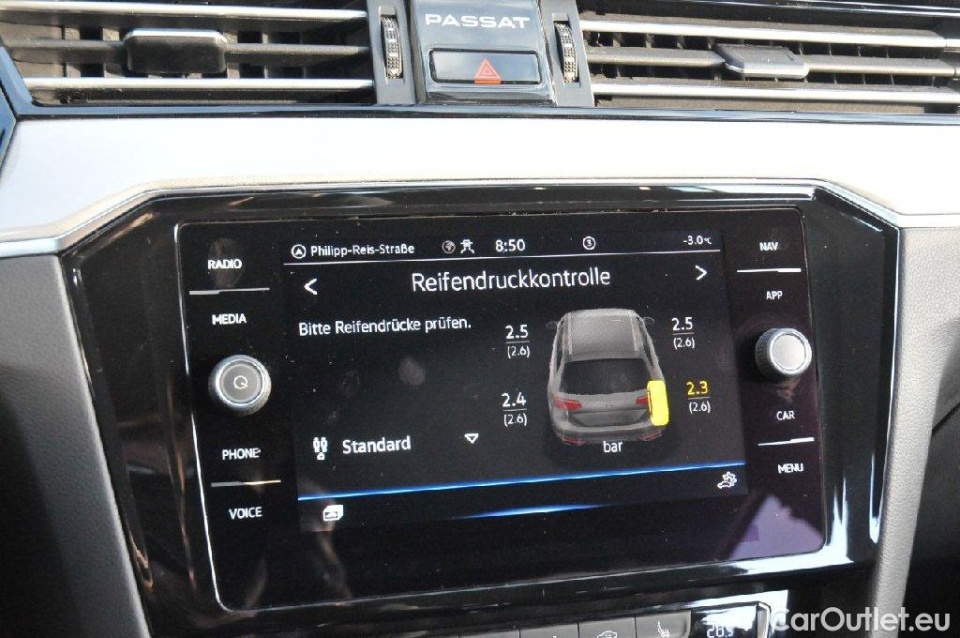 PASSAT
Philipp-Reis-Straße 8:50 3 -3.0°C
RADIO
NAV
Reifendruckkontrolle
MEDIA
APP
Bitte Reifendrücke prüfen.
2.5
(2.6)
2.5
(2.6)
2.4
(2.6)
2.3
(2.6)
Standard
bar
PHONE
CAR
VOICE
MENU
CarOutlet.eu